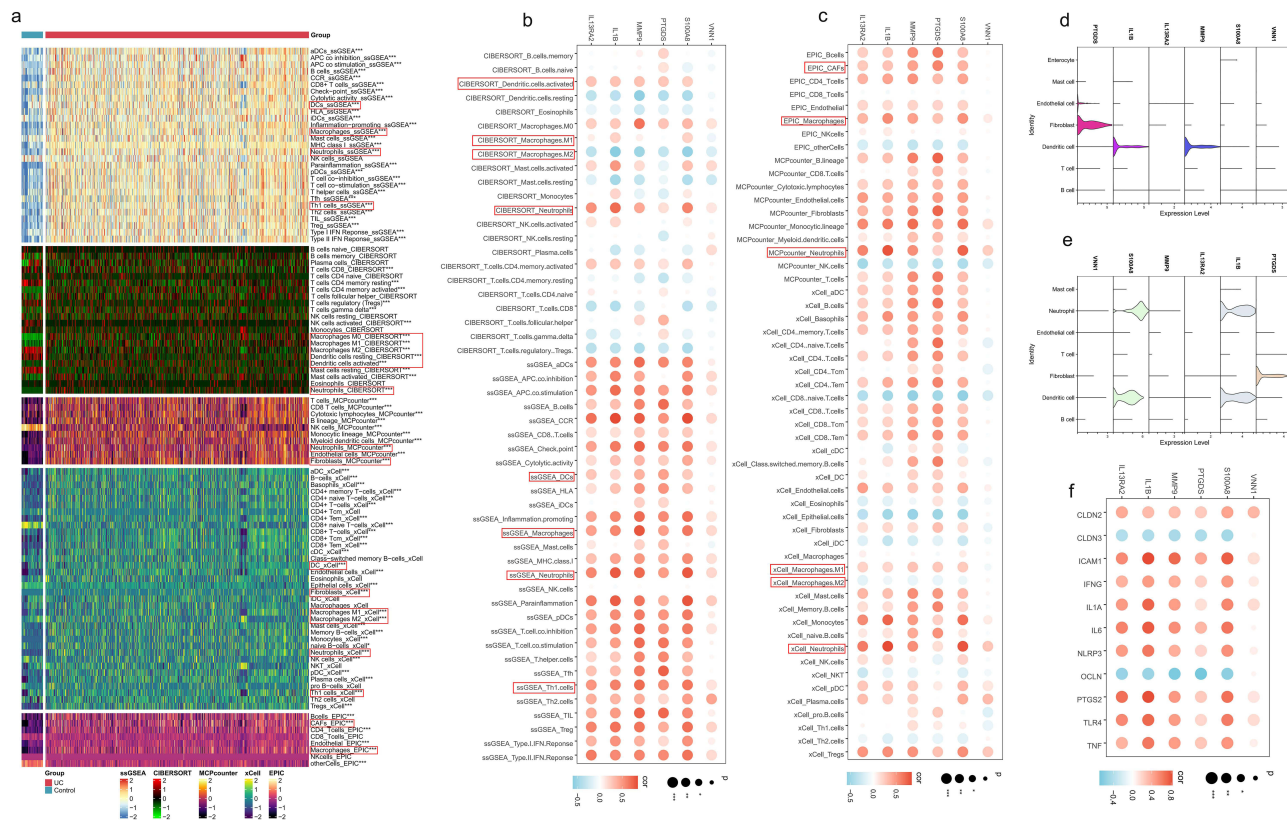 a
Group
aDCs_ssGSEA***
APC co inhibition_ssGSEA***
APC co stimulation_ssGSEA***
B cells_ssGSEA***
CCR_ssGSEA***
CD8+ T cells_ssGSEA***
Check-point_ssGSEA***
Cytolytic activity_ssGSEA***
DCs_ssGSEA***
HLA_ssGSEA***
iDCs_ssGSEA***
Inflammation-promoting_ssGSEA***
Macrophages_ssGSEA***
Mast cells_ssGSEA***
MHC class I_ssGSEA***
Neutrophils_ssGSEA***
NK cells_ssGSEA
Parainflammation_ssGSEA***
pDCs_ssGSEA***
T cell co-inhibition_ssGSEA***
T cell co-stimulation_ssGSEA***
T helper cells_ssGSEA***
Tfh_ssGSEA***
Th1 cells_ssGSEA***
Th2 cells_ssGSEA***
TIL_ssGSEA***
Treg_ssGSEA***
Type I IFN Reponse_ssGSEA***
Type II IFN Reponse_ssGSEA***
B cells naive_CIBERSORT
B cells memory_CIBERSORT
Plasma cells_CIBERSORT
T cells CD8_CIBERSORT***
T cells CD4 naive_CIBERSORT
T cells CD4 memory resting***
T cells CD4 memory activated***
T cells follicular helper_CIBERSORT
T cells regulatory (Tregs)***
T cells gamma delta***
NK cells resting_CIBERSORT
NK cells activated_CIBERSORT***
Monocytes_CIBERSORT
Macrophages M0_CIBERSORT***
Macrophages M1_CIBERSORT***
Macrophages M2_CIBERSORT***
Dendritic cells resting_CIBERSORT***
Dendritic cells activated***
Mast cells resting_CIBERSORT***
Mast cells activated_CIBERSORT***
Eosinophils_CIBERSORT
Neutrophils_CIBERSORT***
T cells_MCPcounter***
CD8 T cells_MCPcounter***
Cytotoxic lymphocytes_MCPcounter***
B lineage_MCPcounter***
NK cells_MCPcounter***
Monocytic lineage_MCPcounter***
Myeloid dendritic cells_MCPcounter***
Neutrophils_MCPcounter***
Endothelial cells_MCPcounter***
Fibroblasts_MCPcounter***
aDC_xCell***
B-cells_xCell***
Basophils_xCell***
CD4+ memory T-cells_xCell***
CD4+ naive T-cells_xCell***
CD4+ T-cells_xCell***
CD4+ Tcm_xCell***
CD4+ Tem_xCell***
CD8+ naive T-cells_xCell***
CD8+ T-cells_xCell***
CD8+ Tcm_xCell***
CD8+ Tem_xCell***
cDC_xCell***
Class-switched memory B-cells_xCell
DC_xCell***
Endothelial cells_xCell***
Eosinophils_xCell
Epithelial cells_xCell***
Fibroblasts_xCell***
iDC_xCell
Macrophages_xCell
Macrophages M1_xCell***
Macrophages M2_xCell***
Mast cells_xCell***
Memory B-cells_xCell***
Monocytes_xCell***
naive B-cells_xCell*
Neutrophils_xCell***
NK cells_xCell***
NKT_xCell
pDC_xCell***
Plasma cells_xCell***
pro B-cells_xCell***
Th1 cells_xCell***
Th2 cells_xCell
Tregs_xCell***
Bcells_EPIC***
CAFs_EPIC***
CD4_Tcells_EPIC***
CD8_Tcells_EPIC
Endothelial_EPIC***
Macrophages_EPIC***
NKcells_EPIC
otherCells_EPIC***
Group ssGSEA CIBERSORT MCPcounter xCell EPIC
UC
Control
2 2 2 2 2
1 1 1 1 1
0 0 0 0 0
−1 −1 −1 −1 −1
−2 −2 −2 −2 −2
b
IL13RA2 IL1B MMP9 PTGDS S100A8 VNN1
CIBERSORT_B.cells.memory
CIBERSORT_B.cells.naive
CIBERSORT_Dendritic.cells.activated
CIBERSORT_Dendritic.cells.resting
CIBERSORT_Eosinophils
CIBERSORT_Macrophages.M0
CIBERSORT_Macrophages.M1
CIBERSORT_Macrophages.M2
CIBERSORT_Mast.cells.activated
CIBERSORT_Mast.cells.resting
CIBERSORT_Monocytes
CIBERSORT_Neutrophils
CIBERSORT_NK.cells.activated
CIBERSORT_NK.cells.resting
CIBERSORT_Plasma.cells
CIBERSORT_T.cells.CD4.memory.activated
CIBERSORT_T.cells.CD4.memory.resting
CIBERSORT_T.cells.CD4.naive
CIBERSORT_T.cells.CD8
CIBERSORT_T.cells.follicular.helper
CIBERSORT_T.cells.gamma.delta
CIBERSORT_T.cells.regulatory..Tregs.
ssGSEA_aDCs
ssGSEA_APC.co.inhibition
ssGSEA_APC.co.stimulation
ssGSEA_B.cells
ssGSEA_CCR
ssGSEA_CD8..T.cells
ssGSEA_Check.point
ssGSEA_Cytolytic.activity
ssGSEA_DCs
ssGSEA_HLA
ssGSEA_iDCs
ssGSEA_Inflammation.promoting
ssGSEA_Macrophages
ssGSEA_Mast.cells
ssGSEA_MHC.class.I
ssGSEA_Neutrophils
ssGSEA_NK.cells
ssGSEA_Parainflammation
ssGSEA_pDCs
ssGSEA_T.cell.co.inhibition
ssGSEA_T.cell.co.stimulation
ssGSEA_T.helper.cells
ssGSEA_Tfh
ssGSEA_Th1.cells
ssGSEA_Th2.cells
ssGSEA_TIL
ssGSEA_Treg
ssGSEA_Type.I.IFN.Reponse
ssGSEA_Type.II.IFN.Reponse
cor
−0.5 0.0 0.5
p
*** ** *
c
IL13RA2 IL1B MMP9 PTGDS S100A8 VNN1
EPIC_Bcells
EPIC_CAFs
EPIC_CD4_Tcells
EPIC_CD8_Tcells
EPIC_Endothelial
EPIC_Macrophages
EPIC_NKcells
EPIC_otherCells
MCPcounter_B.lineage
MCPcounter_CD8.T.cells
MCPcounter_Cytotoxic.lymphocytes
MCPcounter_Endothelial.cells
MCPcounter_Fibroblasts
MCPcounter_Monocytic.lineage
MCPcounter_Myeloid.dendritic.cells
MCPcounter_Neutrophils
MCPcounter_NK.cells
MCPcounter_T.cells
xCell_aDC
xCell_B.cells
xCell_Basophils
xCell_CD4..memory.T.cells
xCell_CD4..naive.T.cells
xCell_CD4..T.cells
xCell_CD4..Tcm
xCell_CD4..Tem
xCell_CD8..naive.T.cells
xCell_CD8..T.cells
xCell_CD8..Tcm
xCell_CD8..Tem
xCell_cDC
xCell_Class.switched.memory.B.cells
xCell_DC
xCell_Endothelial.cells
xCell_Eosinophils
xCell_Epithelial.cells
xCell_Fibroblasts
xCell_iDC
xCell_Macrophages
xCell_Macrophages.M1
xCell_Macrophages.M2
xCell_Mast.cells
xCell_Memory.B.cells
xCell_Monocytes
xCell_naive.B.cells
xCell_Neutrophils
xCell_NK.cells
xCell_NKT
xCell_pDC
xCell_Plasma.cells
xCell_pro.B.cells
xCell_Th1.cells
xCell_Th2.cells
xCell_Tregs
cor
−0.5 0.0 0.5
p
*** ** *
d
PTGDS IL1B IL13RA2 MMP9 S100A8 VNN1
Identity
Enterocyte
Mast cell
Endothelial cell
Fibroblast
Dendritic cell
T cell
B cell
Expression Level
e
VNN1 S100A8 MMP9 IL13RA2 IL1B PTGDS
Identity
Mast cell
Neutrophil
Endothelial cell
T cell
Fibroblast
Dendritic cell
B cell
Expression Level
f
IL13RA2 IL1B MMP9 PTGDS S100A8 VNN1
CLDN2
CLDN3
ICAM1
IFNG
IL1A
IL6
NLRP3
OCLN
PTGS2
TLR4
TNF
cor
−0.4 0.0 0.4 0.8
p
*** ** *